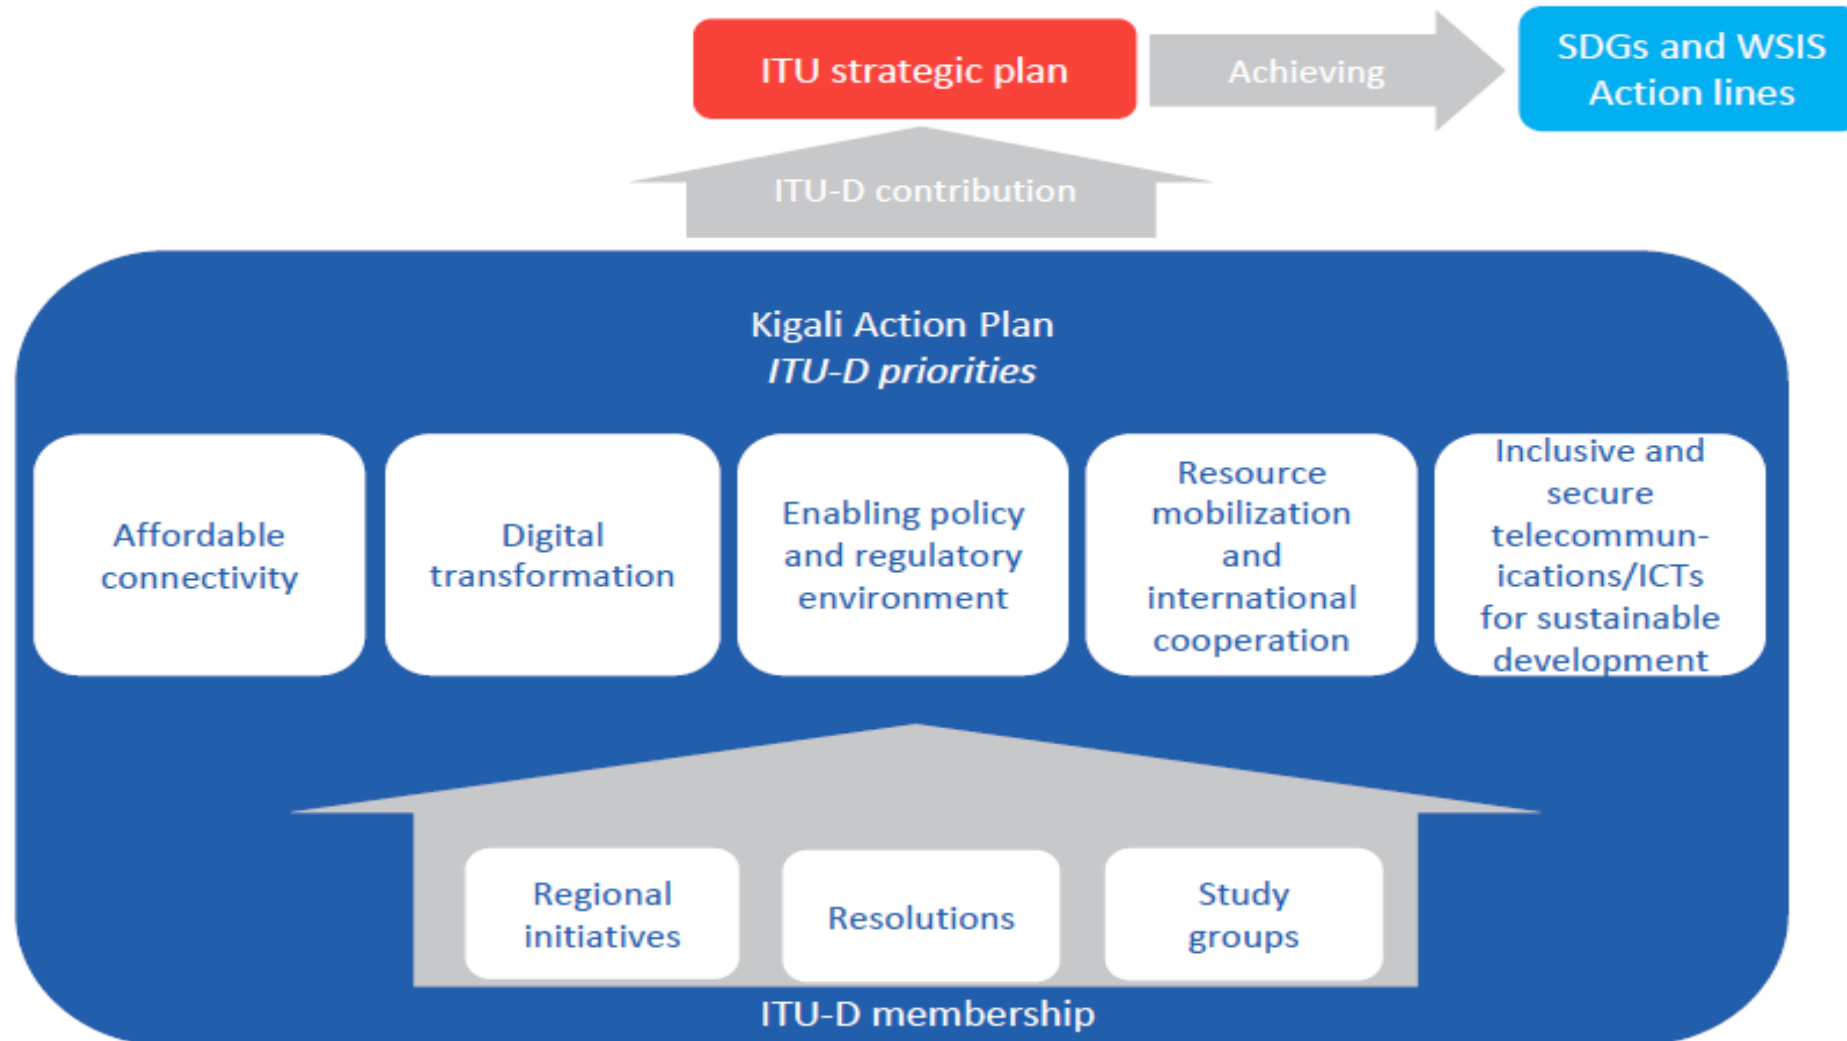 ITU strategic plan
Achieving
SDGs and WSIS
Action lines
ITU-D contribution
Kigali Action Plan
ITU-D priorities
Affordable
connectivity
Digital
transformation
Enabling policy
and regulatory
environment
Resource
mobilization
and
international
cooperation
Inclusive and
secure
telecommun-
ications/ICTs
for sustainable
development
Regional
initiatives
Resolutions
Study
groups
ITU-D membership